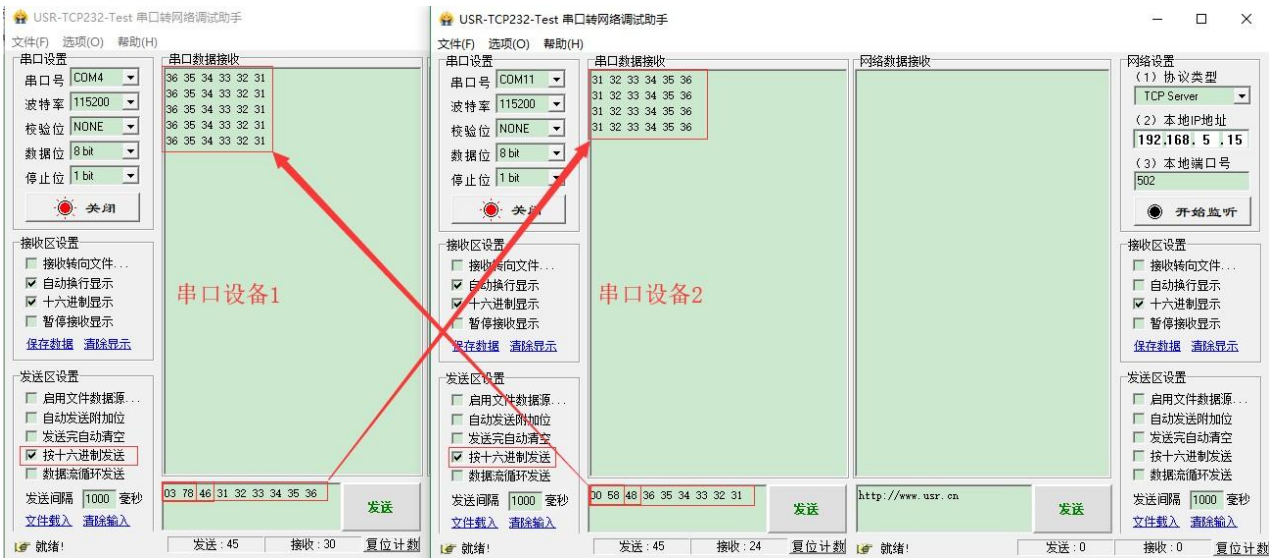 USR-TCP232-Test 串口转网络调试助手
文件(F) 选项(O) 帮助(H)
串口设置
串口号 COM4
波特率 115200
校验位 NONE
数据位 8 bit
停止位 1 bit
关闭
接收区设置
接收转向文件...
自动换行显示
十六进制显示
暂停接收显示
保存数据 清除显示
发送区设置
启用文件数据源...
自动发送附加位
发送完自动清空
按十六进制发送
数据流循环发送
发送间隔 1000 毫秒
文件载入 清除输入
就绪!
串口数据接收
36 35 34 33 32 31
36 35 34 33 32 31
36 35 34 33 32 31
36 35 34 33 32 31
36 35 34 33 32 31
串口设备1
03 78 46 31 32 33 34 35 36
发送
发送 : 45 接收 : 30 复位计数
USR-TCP232-Test 串口转网络调试助手
文件(F) 选项(O) 帮助(H)
串口设置
串口号 COM11
波特率 115200
校验位 NONE
数据位 8 bit
停止位 1 bit
关闭
接收区设置
接收转向文件...
自动换行显示
十六进制显示
暂停接收显示
保存数据 清除显示
发送区设置
启用文件数据源...
自动发送附加位
发送完自动清空
按十六进制发送
数据流循环发送
发送间隔 1000 毫秒
文件载入 清除输入
就绪!
串口数据接收
31 32 33 34 35 36
31 32 33 34 35 36
31 32 33 34 35 36
31 32 33 34 35 36
串口设备2
00 58 48 36 35 34 33 32 31
发送
发送 : 45 接收 : 24 复位计数
网络数据接收
http://www.usr.cn
发送
就绪!
发送 : 0 接收 : 0 复位计数
网络设置
(1) 协议类型
TCP Server
(2) 本地IP地址
192.168. 5 .15
(3) 本地端口号
502
开始监听
接收区设置
接收转向文件...
自动换行显示
十六进制显示
暂停接收显示
保存数据 清除显示
发送区设置
启用文件数据源...
自动发送附加位
发送完自动清空
按十六进制发送
数据流循环发送
发送间隔 1000 毫秒
文件载入 清除输入